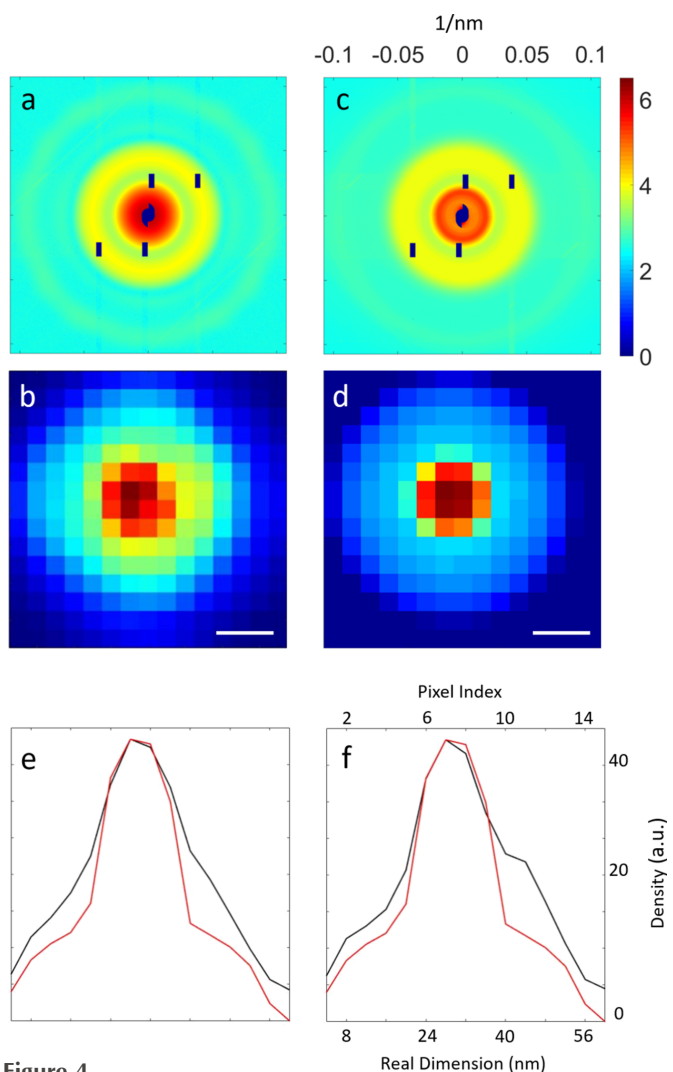 1/nm
-0.1 -0.05 0 0.05 0.1
a
c
6
4
2
0
b
d
Pixel Index
2 6 10 14
e
f
40
20
0
Density (a.u.)
8 24 40 56
Real Dimension (nm)
Figure 4